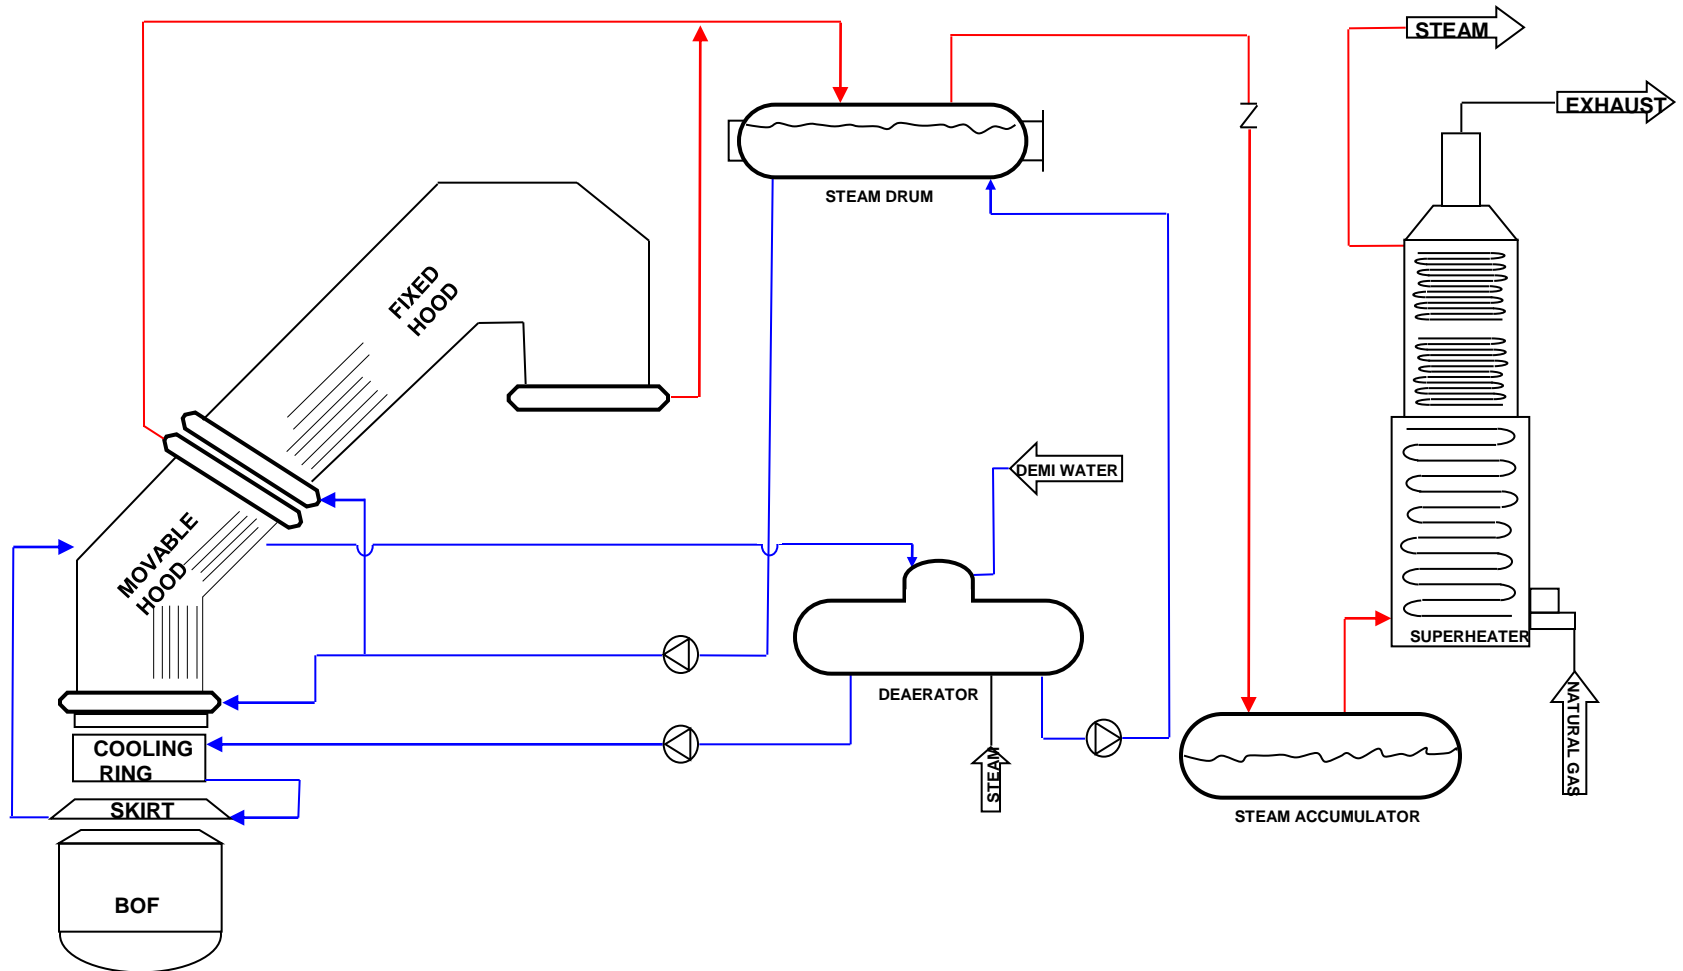 STEAM
EXHAUST
STEAM DRUM
FIXED
HOOD
DEMI WATER
MOVABLE
HOOD
SUPERHEATER
DEAERATOR
NATURAL GAS
COOLING
RING
STEAM
SKIRT
STEAM ACCUMULATOR
BOF